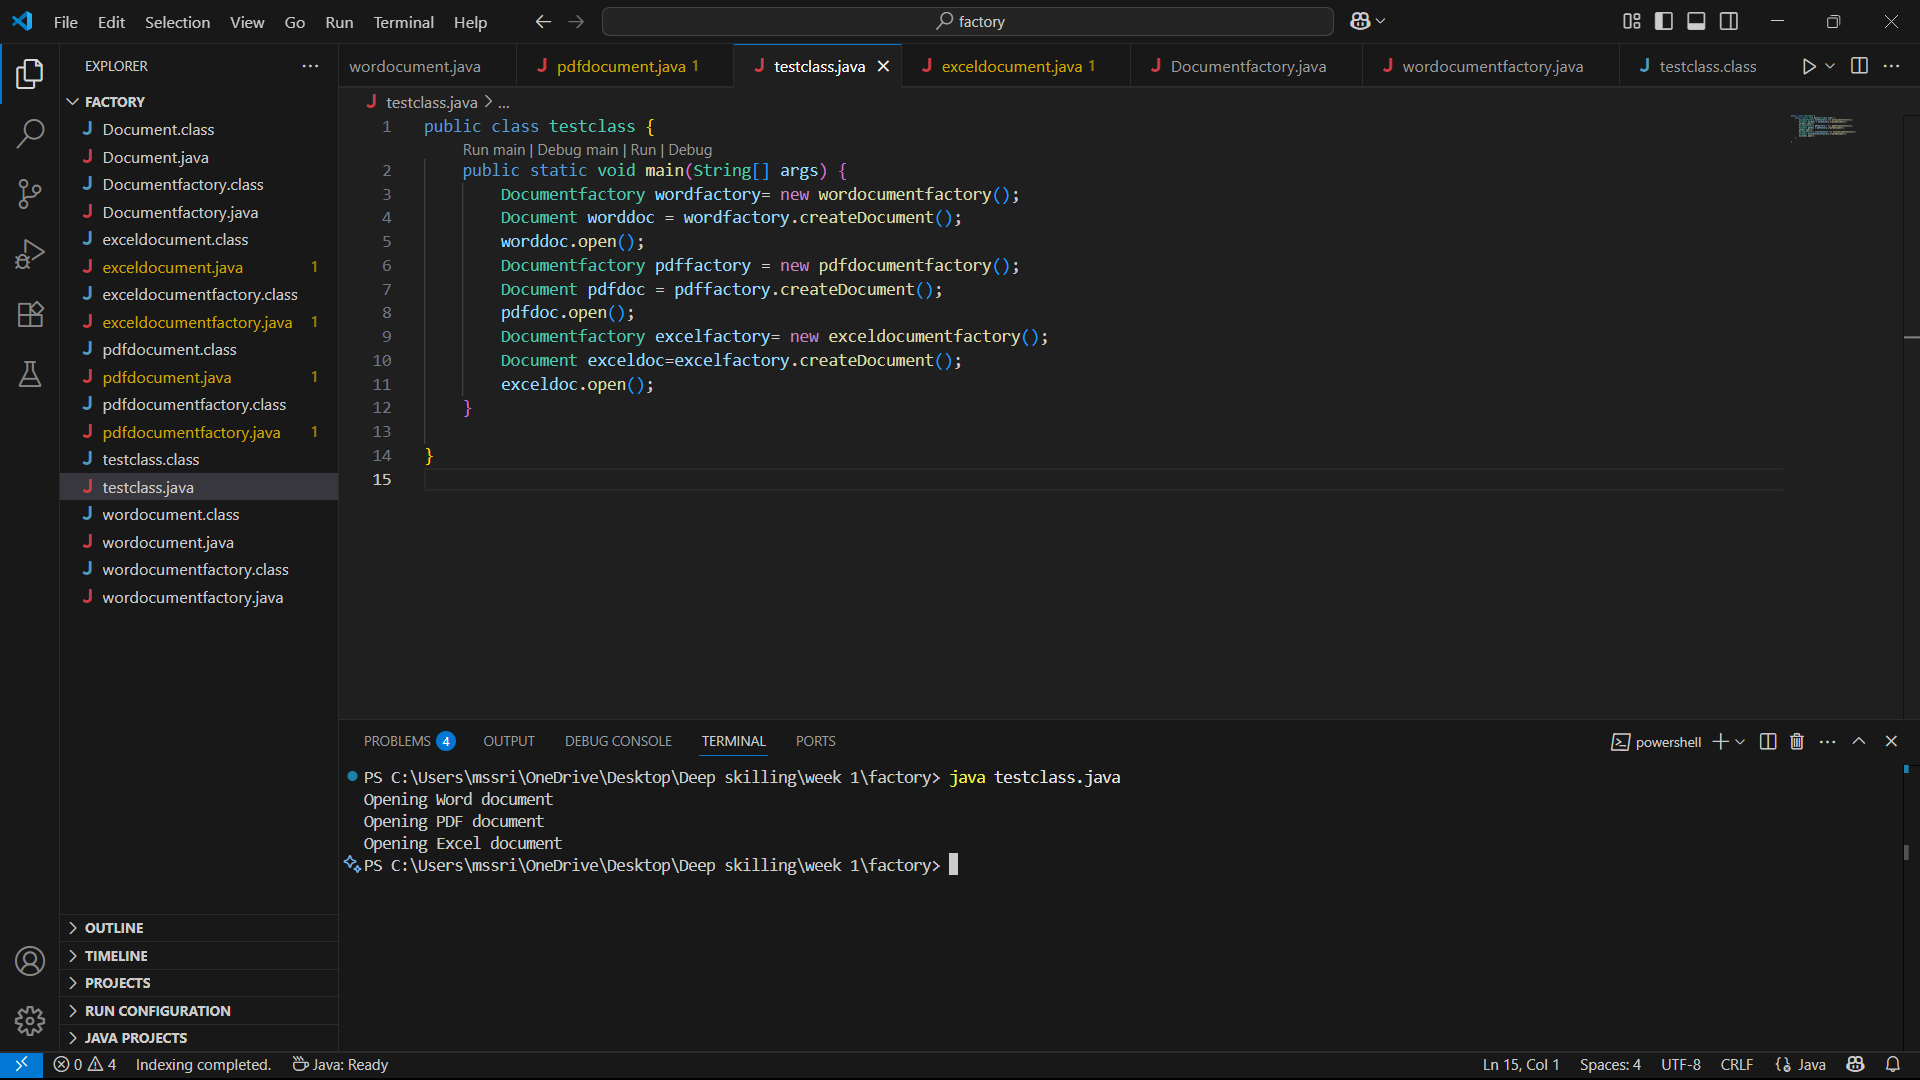 File Edit Selection View Go Run Terminal Help
factory
EXPLORER
wordocument.java
pdfdocument.java 1
testclass.java
exceldocument.java 1
Documentfactory.java
wordocumentfactory.java
testclass.class
FACTORY
Document.class
Document.java
Documentfactory.class
Documentfactory.java
exceldocument.class
exceldocument.java 1
exceldocumentfactory.class
exceldocumentfactory.java 1
pdfdocument.class
pdfdocument.java 1
pdfdocumentfactory.class
pdfdocumentfactory.java 1
testclass.class
testclass.java
wordocument.class
wordocument.java
wordocumentfactory.class
wordocumentfactory.java
OUTLINE
TIMELINE
PROJECTS
RUN CONFIGURATION
JAVA PROJECTS
testclass.java > ...
1 public class testclass {
Run main | Debug main | Run | Debug
2 public static void main(String[] args) {
3 Documentfactory wordfactory= new wordocumentfactory();
4 Document worddoc = wordfactory.createDocument();
5 worddoc.open();
6 Documentfactory pdffactory = new pdfdocumentfactory();
7 Document pdfdoc = pdffactory.createDocument();
8 pdfdoc.open();
9 Documentfactory excelfactory= new exceldocumentfactory();
10 Document exceldoc=excelfactory.createDocument();
11 exceldoc.open();
12 }
13
14 }
15
PROBLEMS 4 OUTPUT DEBUG CONSOLE TERMINAL PORTS
powershell
PS C:\Users\mssri\OneDrive\Desktop\Deep skilling\week 1\factory> java testclass.java
Opening Word document
Opening PDF document
Opening Excel document
PS C:\Users\mssri\OneDrive\Desktop\Deep skilling\week 1\factory>
0 4 Indexing completed. Java: Ready
Ln 15, Col 1 Spaces: 4 UTF-8 CRLF {} Java